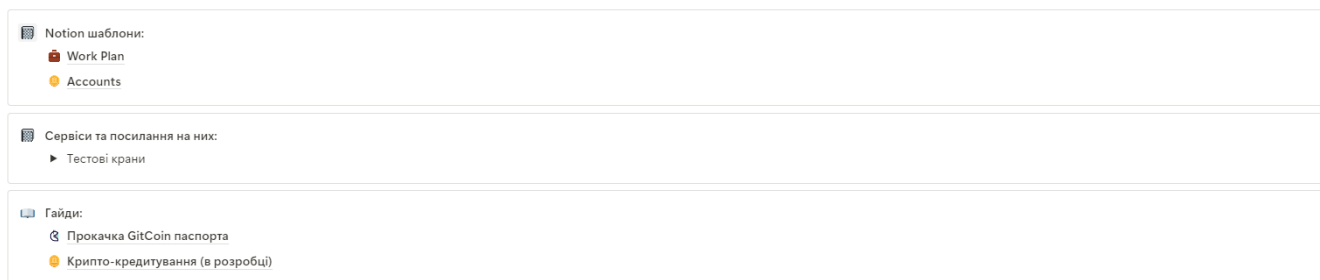 Notion шаблони:
Work Plan
Accounts
Сервіси та посилання на них:
Тестові крани
Гайди:
Прокачка GitCoin паспорта
Крипто-кредитування (в розробці)